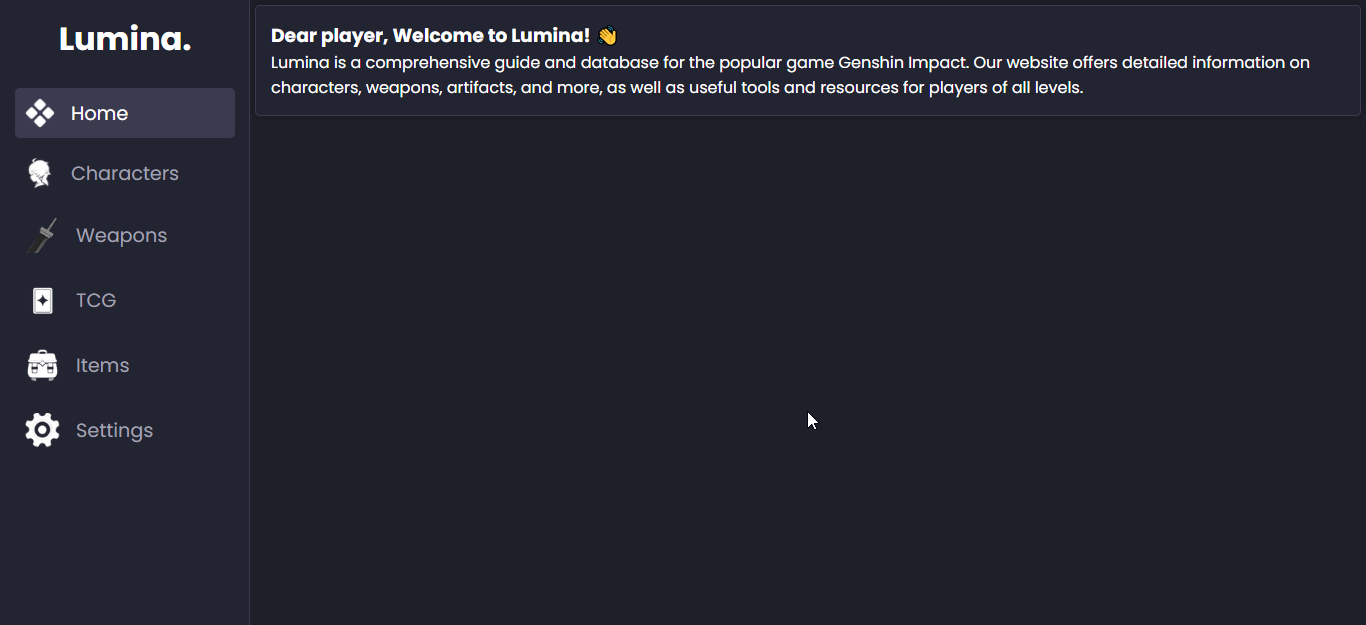 Lumina.
Home
Characters
Weapons
TCG
Items
Settings
Dear player, Welcome to Lumina! 👋
Lumina is a comprehensive guide and database for the popular game Genshin Impact. Our website offers detailed information on
characters, weapons, artifacts, and more, as well as useful tools and resources for players of all levels.